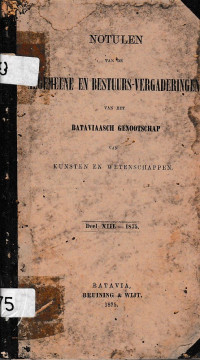 NOTULEN
VAN DE
ALGEMEENE EN BESTUURS-VERGADERINGEN
VAN HET
BATAVIAASCH GENOOTSCHAP
VAN
KUNSTEN EN WETENSCHAPPEN.
Deel XIII. — 1875.
BATAVIA,
BRUINING & WIJT.
1875.
75